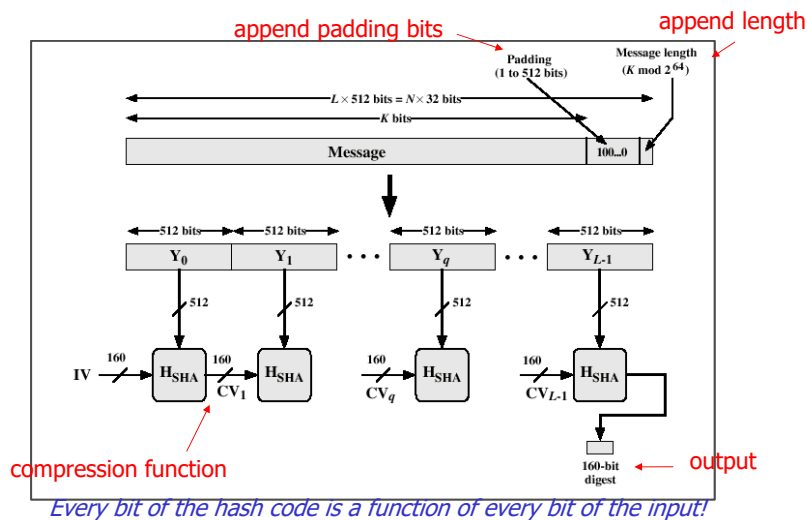 append padding bits
append length
Padding
(1 to 512 bits)
Message length
(K mod 2^64)
L × 512 bits = N × 32 bits
K bits
Message
100...0
512 bits
512 bits
512 bits
512 bits
Y0
Y1
• • •
Yq
• • •
YL-1
512
512
512
512
IV
160
HSHA
160
CV1
HSHA
160
CVq
HSHA
160
CVL-1
HSHA
compression function
160-bit
digest
output
Every bit of the hash code is a function of every bit of the input!